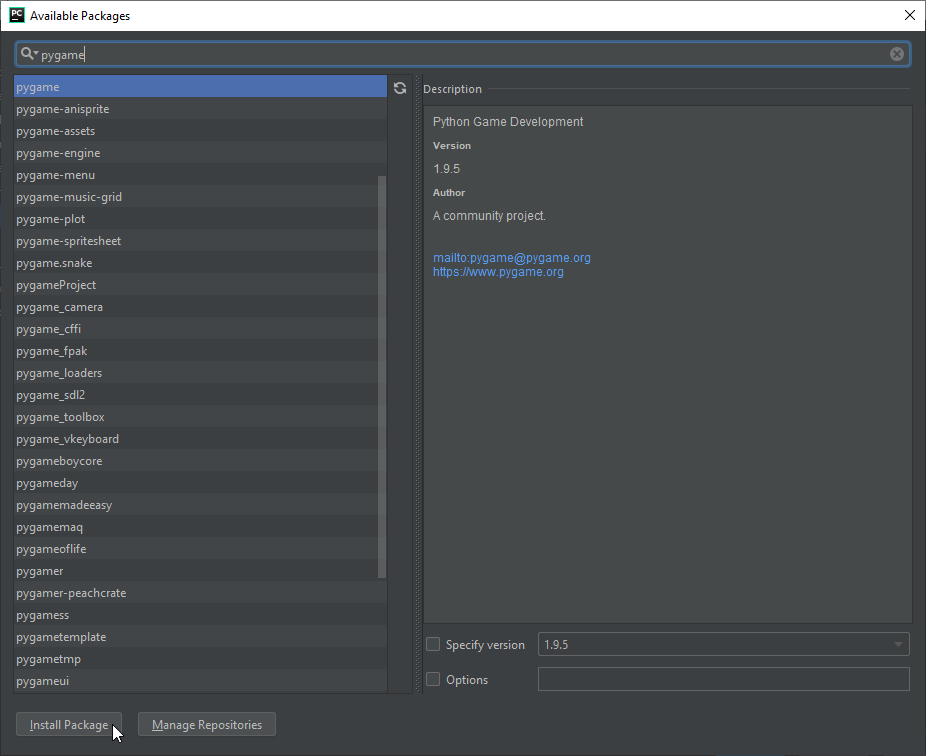 PC Available Packages
pygame
pygame
pygame-anisprite
pygame-assets
pygame-engine
pygame-menu
pygame-music-grid
pygame-plot
pygame-spritesheet
pygame.snake
pygameProject
pygame_camera
pygame_cffi
pygame_fpak
pygame_loaders
pygame_sdl2
pygame_toolbox
pygame_vkeyboard
pygameboycore
pygameday
pygamemadeeasy
pygamemaq
pygameoflife
pygamer
pygamer-peachcrate
pygamess
pygametemplate
pygametmp
pygameui
Description
Python Game Development
Version
1.9.5
Author
A community project.
mailto:pygame@pygame.org
https://www.pygame.org
Specify version 1.9.5
Options
Install Package Manage Repositories